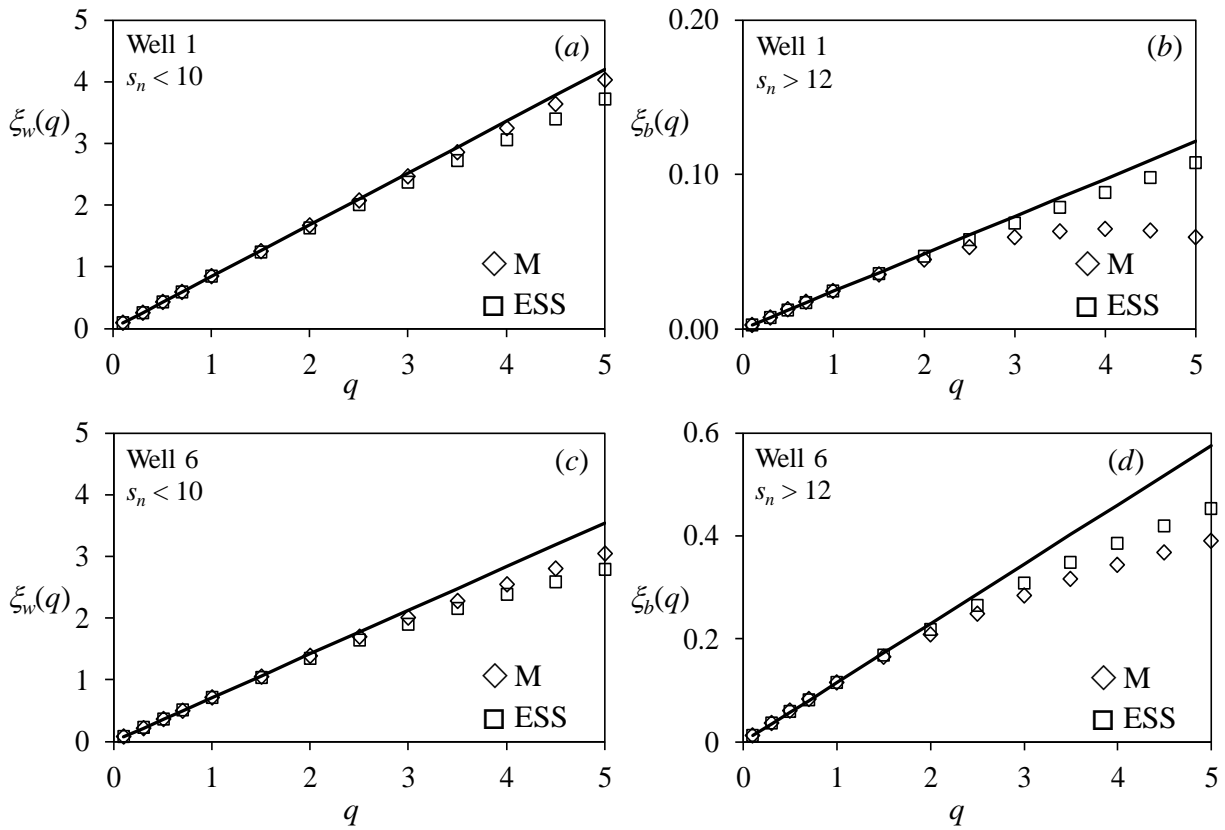 Well 1
s_n < 10
(a)
ξ_w(q)
5
4
3
2
1
0
0 1 2 3 4 5
q
M
ESS
Well 1
s_n > 12
(b)
ξ_b(q)
0.20
0.10
0.00
0 1 2 3 4 5
q
M
ESS
Well 6
s_n < 10
(c)
ξ_w(q)
5
4
3
2
1
0
0 1 2 3 4 5
q
M
ESS
Well 6
s_n > 12
(d)
ξ_b(q)
0.6
0.4
0.2
0
0 1 2 3 4 5
q
M
ESS